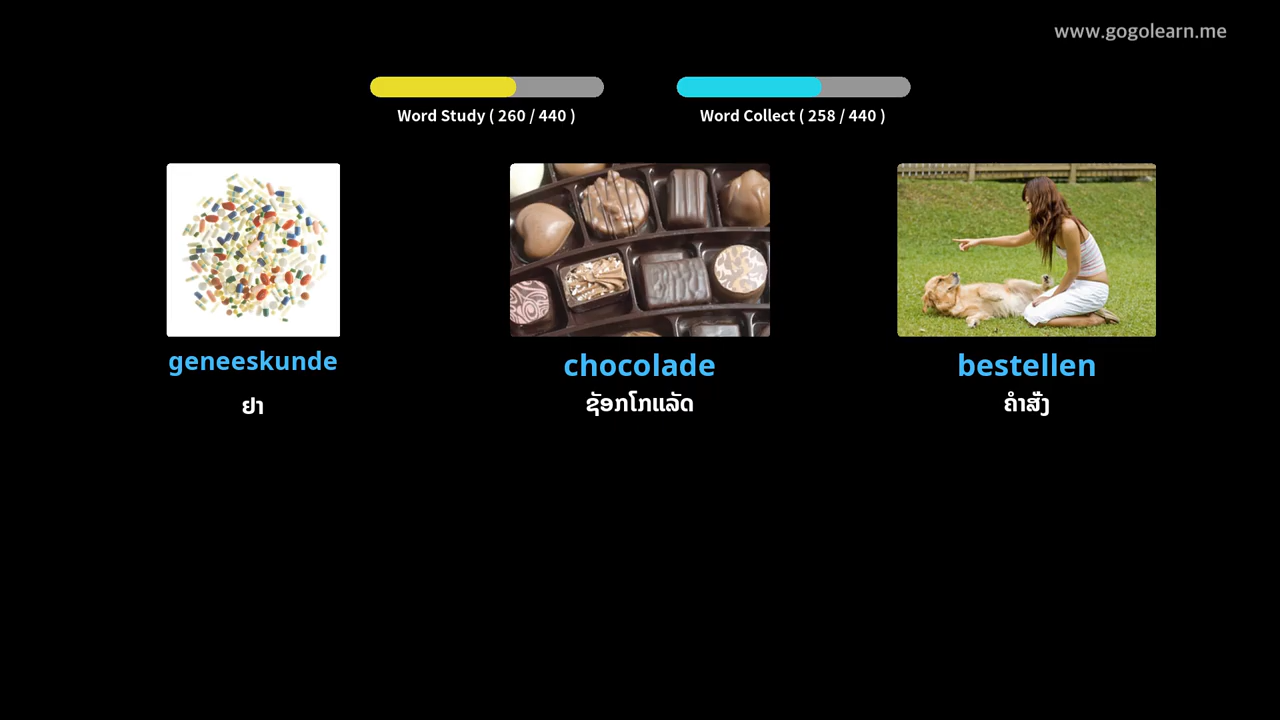 www.gogolearn.me
Word Study ( 260 / 440 )
Word Collect ( 258 / 440 )
geneeskunde
chocolade
bestellen
ຢາ
ຊັອກໂກແລັດ
ຄໍາສັ່ງ